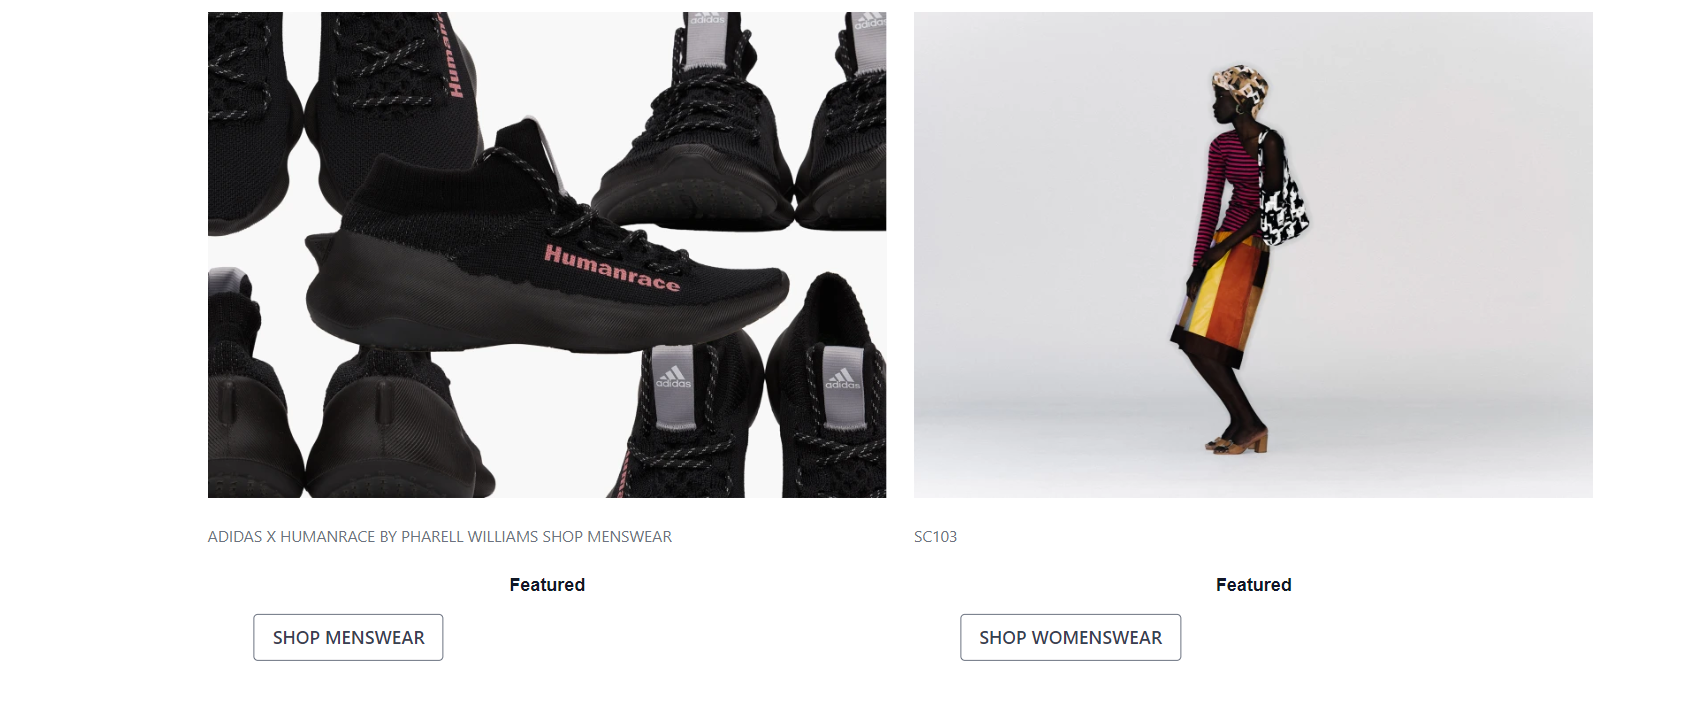 Human
adidas
adidas
Humanrace
adidas
adidas
ADIDAS X HUMANRACE BY PHARELL WILLIAMS SHOP MENSWEAR
SC103
Featured
Featured
SHOP MENSWEAR
SHOP WOMENSWEAR